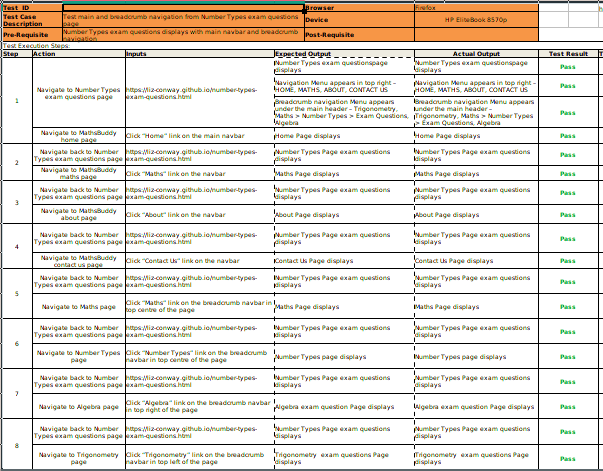 Test ID
Browser
Firefox
Test Case Description
Test main and breadcrumb navigation from Number Types exam questions page
Device
HP EliteBook 8570p
Pre-Requisite
Number Types exam questions displays with main navbar and breadcrumb navigation
Post-Requisite
Test Execution Steps:
Step Action Inputs Expected Output Actual Output Test Result
1
Navigate to Number Types exam questions page
https://liz-conway.github.io/number-types-exam-questions.html
Number Types exam questionspage displays
Number Types Page exam questions displays
Pass
Navigation Menu appears in top right – HOME, MATHS, ABOUT, CONTACT US
Navigation Menu appears in top right – HOME, MATHS, ABOUT, CONTACT US
Pass
Breadcrumb navigation Menu appears under the main header – Trigonometry, Maths > Number Types > Exam Questions, Algebra
Breadcrumb navigation Menu appears under the main header – Trigonometry, Maths > Number Types > Exam Questions, Algebra
Pass
Navigate to MathsBuddy home page
Click “Home” link on the main navbar
Home Page displays
Home Page displays
Pass
2
Navigate back to Number Types exam questions page
https://liz-conway.github.io/number-types-exam-questions.html
Number Types Page exam questions displays
Number Types Page exam questions displays
Pass
Navigate to MathsBuddy maths page
Click “Maths” link on the navbar
Maths Page displays
Maths Page displays
Pass
3
Navigate back to Number Types exam questions page
https://liz-conway.github.io/number-types-exam-questions.html
Number Types Page exam questions displays
Number Types Page exam questions displays
Pass
Navigate to MathsBuddy about page
Click “About” link on the navbar
About Page displays
About Page displays
Pass
4
Navigate back to Number Types exam questions page
https://liz-conway.github.io/number-types-exam-questions.html
Number Types Page exam questions displays
Number Types Page exam questions displays
Pass
Navigate to MathsBuddy contact us page
Click “Contact Us” link on the navbar
Contact Us Page displays
Contact Us Page displays
Pass
5
Navigate back to Number Types exam questions page
https://liz-conway.github.io/number-types-exam-questions.html
Number Types Page exam questions displays
Number Types Page exam questions displays
Pass
Navigate to Maths page
Click “Maths” link on the breadcrumb navbar in top centre of the page
Maths Page displays
Maths Page displays
Pass
6
Navigate back to Number Types exam questions page
https://liz-conway.github.io/number-types-exam-questions.html
Number Types Page exam questions displays
Number Types Page exam questions displays
Pass
Navigate to Number Types page
Click “Number Types” link on the breadcrumb navbar in top centre of the page
Number Types page displays
Number Types page displays
Pass
7
Navigate back to Number Types exam questions page
https://liz-conway.github.io/number-types-exam-questions.html
Number Types Page exam questions displays
Number Types Page exam questions displays
Pass
Navigate to Algebra page
Click “Algebra” link on the breadcrumb navbar in top right of the page
Algebra exam question Page displays
Algebra exam question Page displays
Pass
8
Navigate back to Number Types exam questions page
https://liz-conway.github.io/number-types-exam-questions.html
Number Types Page exam questions displays
Number Types Page exam questions displays
Pass
Navigate to Trigonometry page
Click “Trigonometry” link on the breadcrumb navbar in top left of the page
Trigonometry exam questions Page displays
Trigonometry exam questions Page displays
Pass